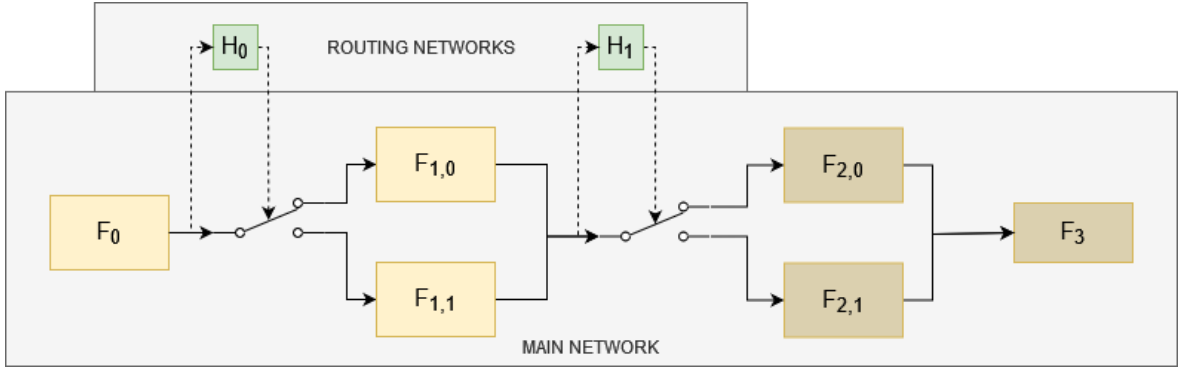 H₀
ROUTING NETWORKS
H₁
F₀
F₁,₀
F₁,₁
F₂,₀
F₂,₁
F₃
MAIN NETWORK